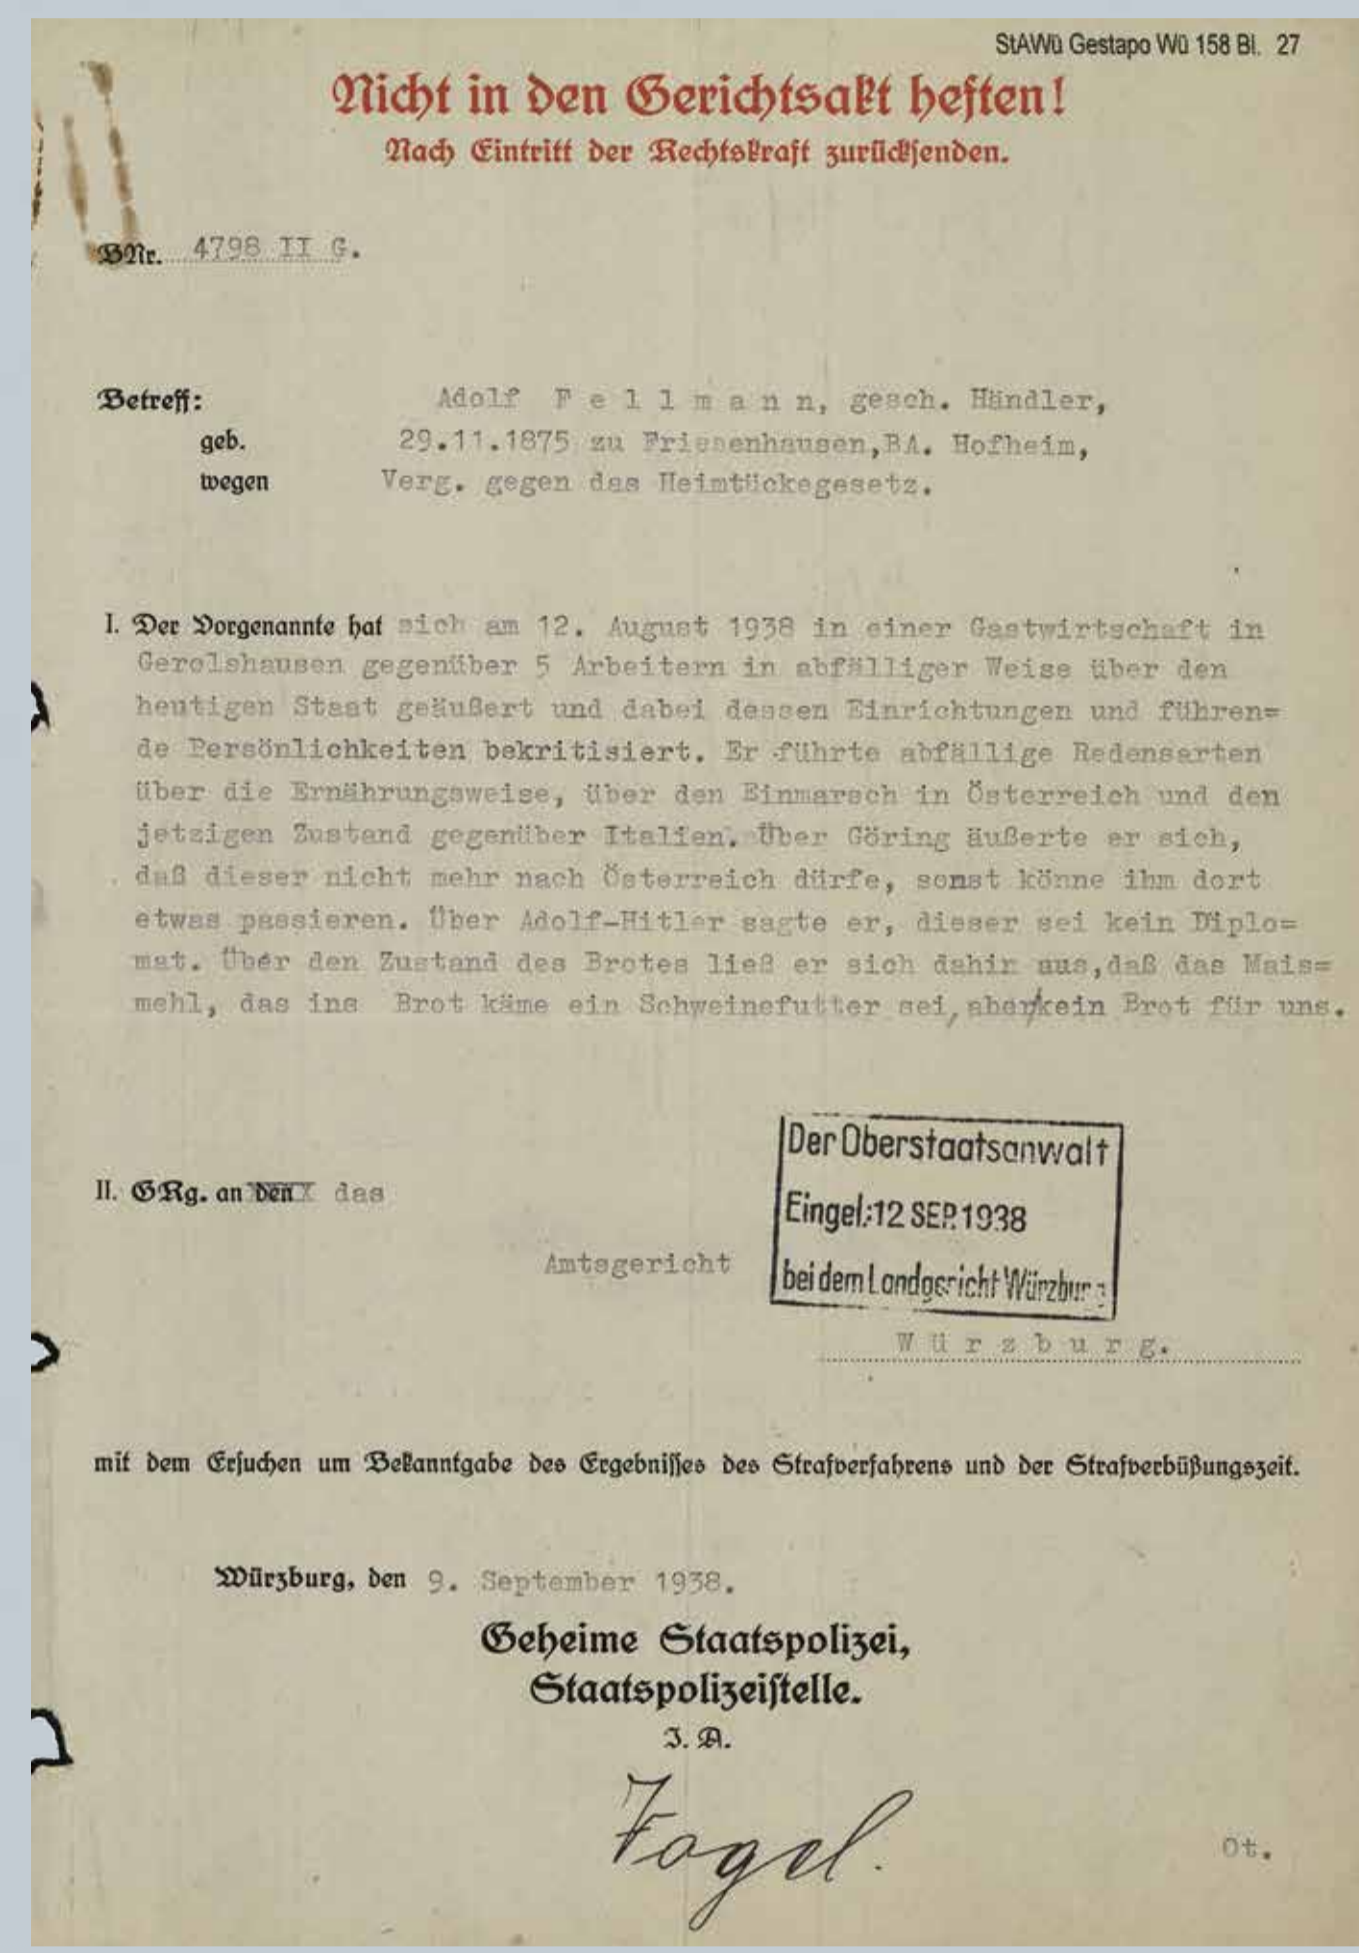 StAWü Gestapo Wü 158 Bl. 27
Nicht in den Gerichtsakt heften!
Nach Eintritt der Rechtskraft zurücksenden.
BNr. 4798 II G.
Betreff: Adolf Fellmann, gesch. Händler,
geb. 29.11.1875 zu Friesenhausen, BA. Hofheim,
wegen Verg. gegen das Heimtückegesetz.
I. Der Vorgenannte hat sich am 12. August 1938 in einer Gastwirtschaft in
Gerolshausen gegenüber 5 Arbeitern in abfälliger Weise über den
heutigen Staat geäußert und dabei dessen Einrichtungen und führen=
de Persönlichkeiten bekritisiert. Er führte abfällige Redensarten
über die Ernährungsweise, über den Einmarsch in Österreich und den
jetzigen Zustand gegenüber Italien. Über Göring äußerte er sich,
daß dieser nicht mehr nach Österreich dürfe, sonst könne ihm dort
etwas passieren. Über Adolf-Hitler sagte er, dieser sei kein Diplo=
mat. Über den Zustand des Brotes ließ er sich dahin aus, daß das Mais=
mehl, das ins Brot käme ein Schweinefutter sei, aber kein Brot für uns.
Der Oberstaatsanwalt
Eingel.: 12 SEP. 1938
bei dem Landgericht Würzburg
II. GRg. an den das
Amtsgericht
Würzburg.
mit dem Ersuchen um Bekanntgabe des Ergebnisses des Strafverfahrens und der Strafverbüßungszeit.
Würzburg, den 9. September 1938.
Geheime Staatspolizei,
Staatspolizeistelle.
I. A.
Vogel.
Ot.